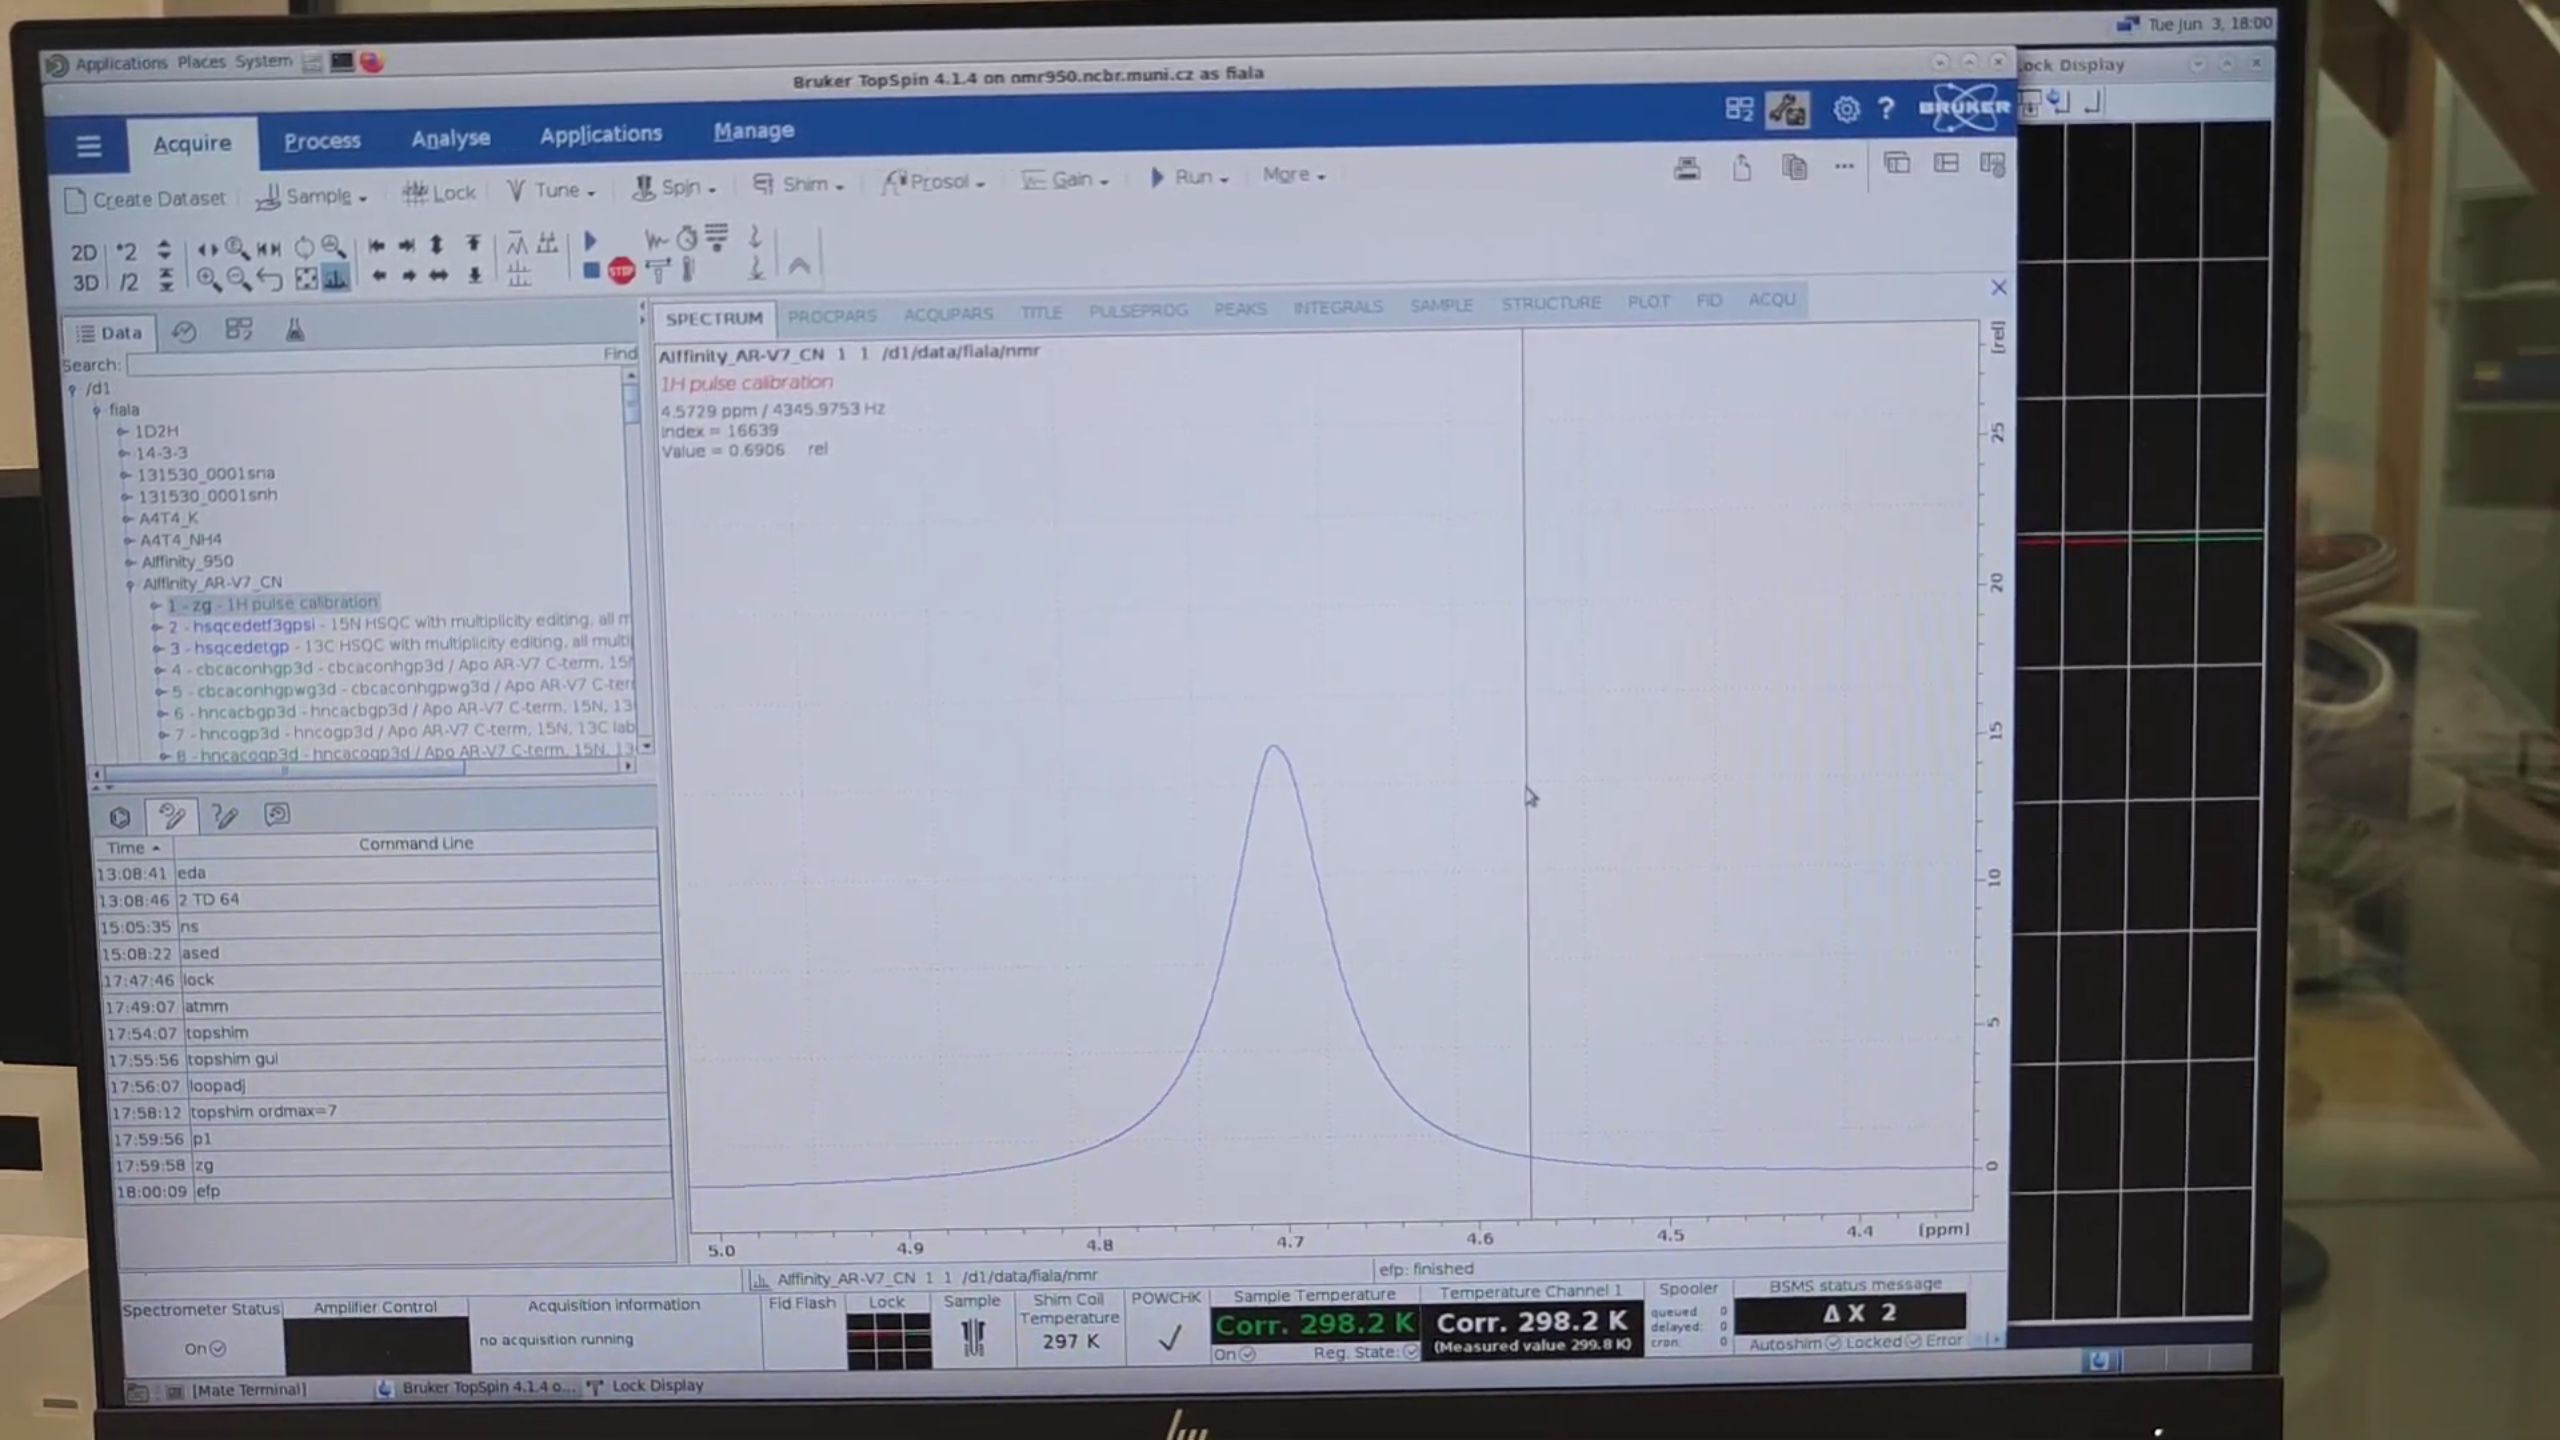 Applications Places System
Tue Jun 3, 18:00
Bruker TopSpin 4.1.4 on nmr950.ncbr.muni.cz as fiala
ock Display
Acquire Process Analyse Applications Manage
BRUKER
Create Dataset Sample Lock Tune Spin Shim Prosol Gain Run More
2D *2
3D /2
STOP
Data
SPECTRUM PROCPARS ACQUPARS TITLE PULSEPROG PEAKS INTEGRALS SAMPLE STRUCTURE PLOT FID ACQU
Search: Find
/d1
fiala
1D2H
14-3-3
131530_0001sna
131530_0001snh
A4T4_K
A4T4_NH4
AIffinity_950
AIffinity_AR-V7_CN
1 - zg - 1H pulse calibration
2 - hsqcedetf3gpsi - 15N HSQC with multiplicity editing, all m
3 - hsqcedetgp - 13C HSQC with multiplicity editing, all multi
4 - cbcaconhgp3d - cbcaconhgp3d / Apo AR-V7 C-term, 15N
5 - cbcaconhgpwg3d - cbcaconhgpwg3d / Apo AR-V7 C-ter
6 - hncacbgp3d - hncacbgp3d / Apo AR-V7 C-term, 15N, 13
7 - hncogp3d - hncogp3d / Apo AR-V7 C-term, 15N, 13C lab
8 - hncacogp3d - hncacogp3d / Apo AR-V7 C-term, 15N, 13
AIffinity_AR-V7_CN 1 1 /d1/data/fiala/nmr
1H pulse calibration
4.5729 ppm / 4345.9753 Hz
Index = 16639
Value = 0.6906 rel
[rel]
25
20
15
10
5
0
5.0 4.9 4.8 4.7 4.6 4.5 4.4 [ppm]
Time Command Line
13:08:41 eda
13:08:46 2 TD 64
15:05:35 ns
15:08:22 ased
17:47:46 lock
17:49:07 atmm
17:54:07 topshim
17:55:56 topshim gui
17:56:07 loopadj
17:58:12 topshim ordmax=7
17:59:56 p1
17:59:58 zg
18:00:09 efp
AIffinity_AR-V7_CN 1 1 /d1/data/fiala/nmr
efp: finished
Spectrometer Status
On
Amplifier Control
Acquisition information
no acquisition running
Fid Flash
Lock
Sample
Shim Coil
Temperature
297 K
POWCHK
Sample Temperature
Corr. 298.2 K
On Reg. State:
Temperature Channel 1
Corr. 298.2 K
(Measured value 299.8 K)
Spooler
queued 0
delayed: 0
cron: 0
BSMS status message
Δ X 2
Autoshim Locked Error
[Mate Terminal] Bruker TopSpin 4.1.4 o... Lock Display
hp